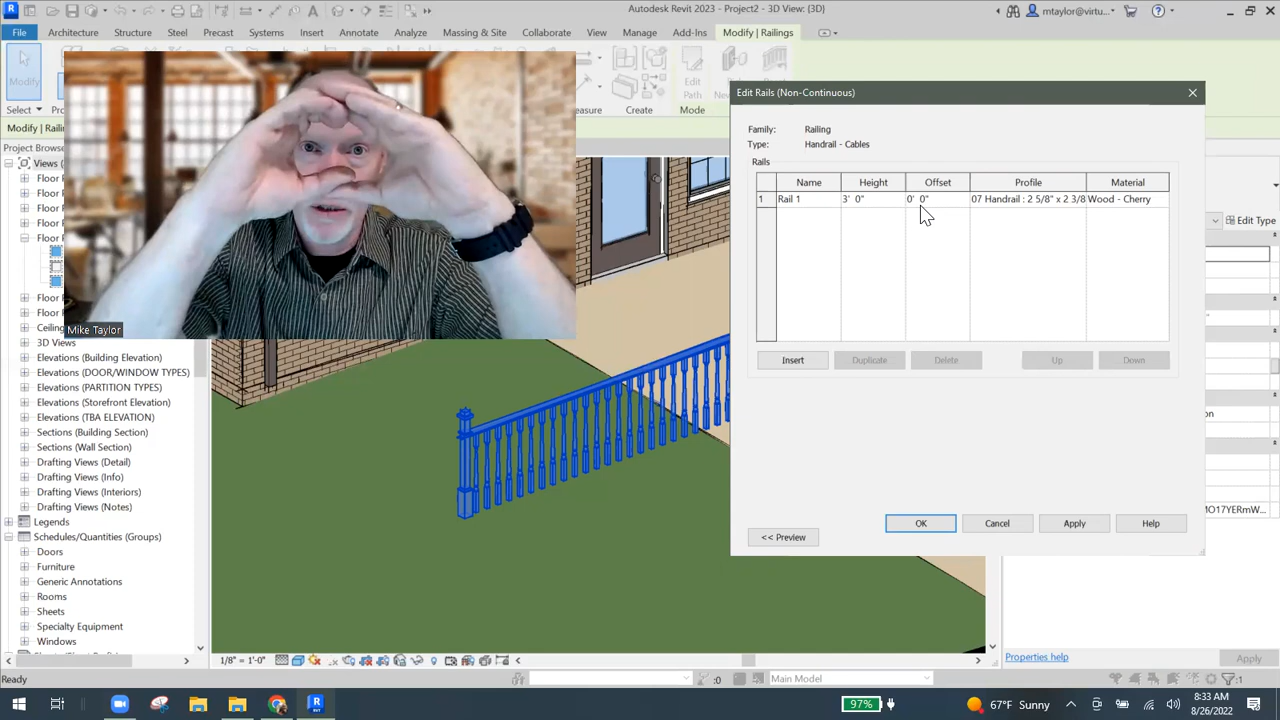 Autodesk Revit 2023 - Project2 - 3D View: {3D}
mtaylor@virtu...
File Architecture Structure Steel Precast Systems Insert Annotate Analyze Massing & Site Collaborate View Manage Add-Ins Modify | Railings
Modify
Select
Measure
Create
Edit
Path
Mode
Modify | Railin
Project Browser
Views (
Floor P
Floor P
Floor P
Floor P
Floor P
Floor P
Floor P
Ceiling
3D Views
Elevations (Building Elevation)
Elevations (DOOR/WINDOW TYPES)
Elevations (PARTITION TYPES)
Elevations (Storefront Elevation)
Elevations (TBA ELEVATION)
Sections (Building Section)
Sections (Wall Section)
Drafting Views (Detail)
Drafting Views (Info)
Drafting Views (Interiors)
Drafting Views (Notes)
Legends
Schedules/Quantities (Groups)
Doors
Furniture
Generic Annotations
Rooms
Sheets
Specialty Equipment
Windows
Mike Taylor
Edit Rails (Non-Continuous)
Family: Railing
Type: Handrail - Cables
Rails
Name Height Offset Profile Material
1 Rail 1 3' 0" 0' 0" 07 Handrail : 2 5/8" x 2 3/8 Wood - Cherry
Insert Duplicate Delete Up Down
OK Cancel Apply Help
<< Preview
Edit Type
MO17YERmW...
Properties help
Apply
1/8" = 1'-0"
Ready
:0
Main Model
:1
97%
67°F Sunny
8:33 AM
8/26/2022